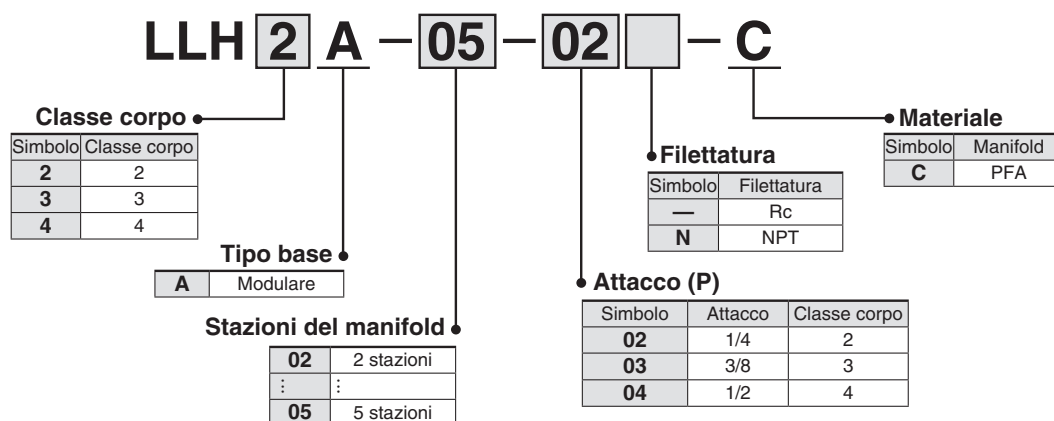 LLH 2 A – 05 – 02 – C
Classe corpo
Simbolo Classe corpo
2 2
3 3
4 4
Tipo base
A Modulare
Stazioni del manifold
02 2 stazioni
⋮ ⋮
05 5 stazioni
Attacco (P)
Simbolo Attacco Classe corpo
02 1/4 2
03 3/8 3
04 1/2 4
Filettatura
Simbolo Filettatura
— Rc
N NPT
Materiale
Simbolo Manifold
C PFA